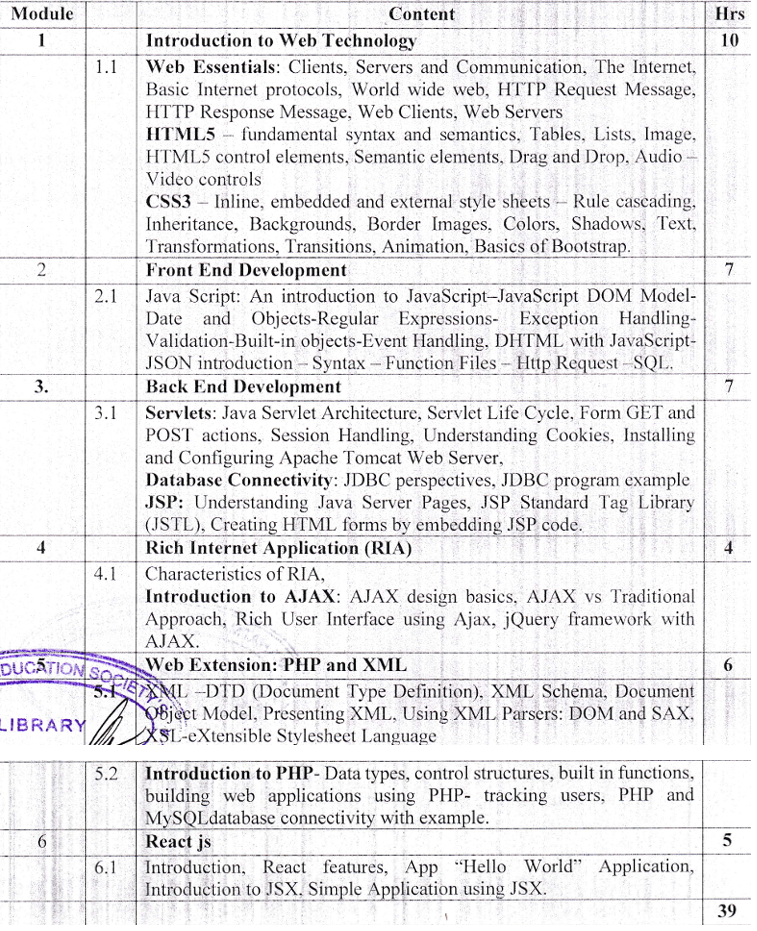 Module Content Hrs
1 Introduction to Web Technology 10
1.1 Web Essentials: Clients, Servers and Communication, The Internet,
Basic Internet protocols, World wide web, HTTP Request Message,
HTTP Response Message, Web Clients, Web Servers
HTML5 – fundamental syntax and semantics, Tables, Lists, Image,
HTML5 control elements, Semantic elements, Drag and Drop, Audio –
Video controls
CSS3 – Inline, embedded and external style sheets – Rule cascading,
Inheritance, Backgrounds, Border Images, Colors, Shadows, Text,
Transformations, Transitions, Animation, Basics of Bootstrap.
2 Front End Development 7
2.1 Java Script: An introduction to JavaScript–JavaScript DOM Model-
Date and Objects-Regular Expressions- Exception Handling-
Validation-Built-in objects-Event Handling, DHTML with JavaScript-
JSON introduction – Syntax – Function Files – Http Request –SQL.
3. Back End Development 7
3.1 Servlets: Java Servlet Architecture, Servlet Life Cycle, Form GET and
POST actions, Session Handling, Understanding Cookies, Installing
and Configuring Apache Tomcat Web Server,
Database Connectivity: JDBC perspectives, JDBC program example
JSP: Understanding Java Server Pages, JSP Standard Tag Library
(JSTL), Creating HTML forms by embedding JSP code.
4 Rich Internet Application (RIA) 4
4.1 Characteristics of RIA,
Introduction to AJAX: AJAX design basics, AJAX vs Traditional
Approach, Rich User Interface using Ajax, jQuery framework with
AJAX.
5 Web Extension: PHP and XML 6
DUCATION SOCIETY
5.1 XML –DTD (Document Type Definition), XML Schema, Document
Object Model, Presenting XML, Using XML Parsers: DOM and SAX,
LIBRARY
XSL-eXtensible Stylesheet Language
5.2 Introduction to PHP- Data types, control structures, built in functions,
building web applications using PHP- tracking users, PHP and
MySQLdatabase connectivity with example.
6 React js 5
6.1 Introduction, React features, App “Hello World” Application,
Introduction to JSX, Simple Application using JSX.
39